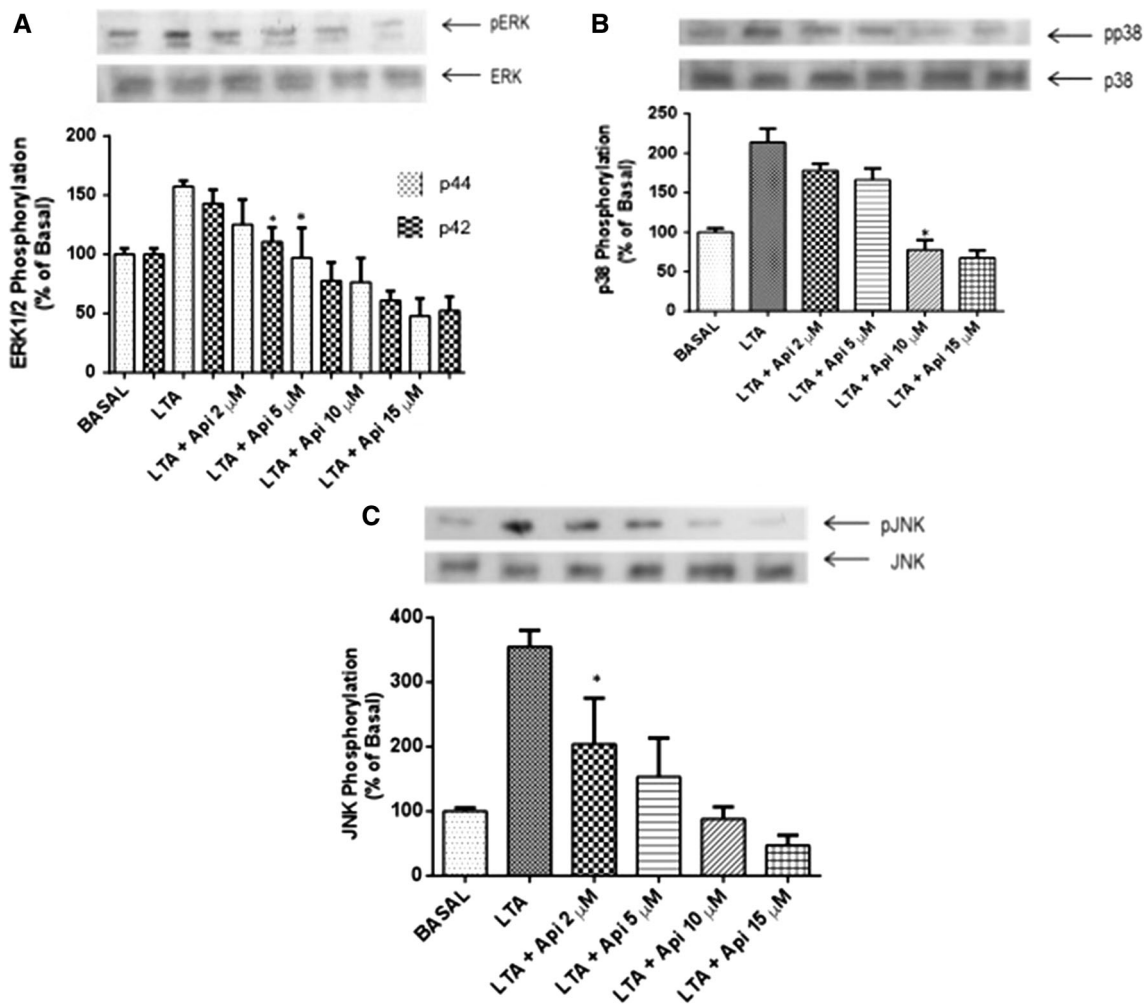 A
pERK
ERK
ERK1/2 Phosphorylation
(% of Basal)
200
150
100
50
0
p44
p42
*
*
BASAL
LTA
LTA + Api 2 μM
LTA + Api 5 μM
LTA + Api 10 μM
LTA + Api 15 μM
B
pp38
p38
p38 Phosphorylation
(% of Basal)
250
200
150
100
50
0
*
BASAL
LTA
LTA + Api 2 μM
LTA + Api 5 μM
LTA + Api 10 μM
LTA + Api 15 μM
C
pJNK
JNK
JNK Phosphorylation
(% of Basal)
400
300
200
100
0
*
BASAL
LTA
LTA + Api 2 μM
LTA + Api 5 μM
LTA + Api 10 μM
LTA + Api 15 μM